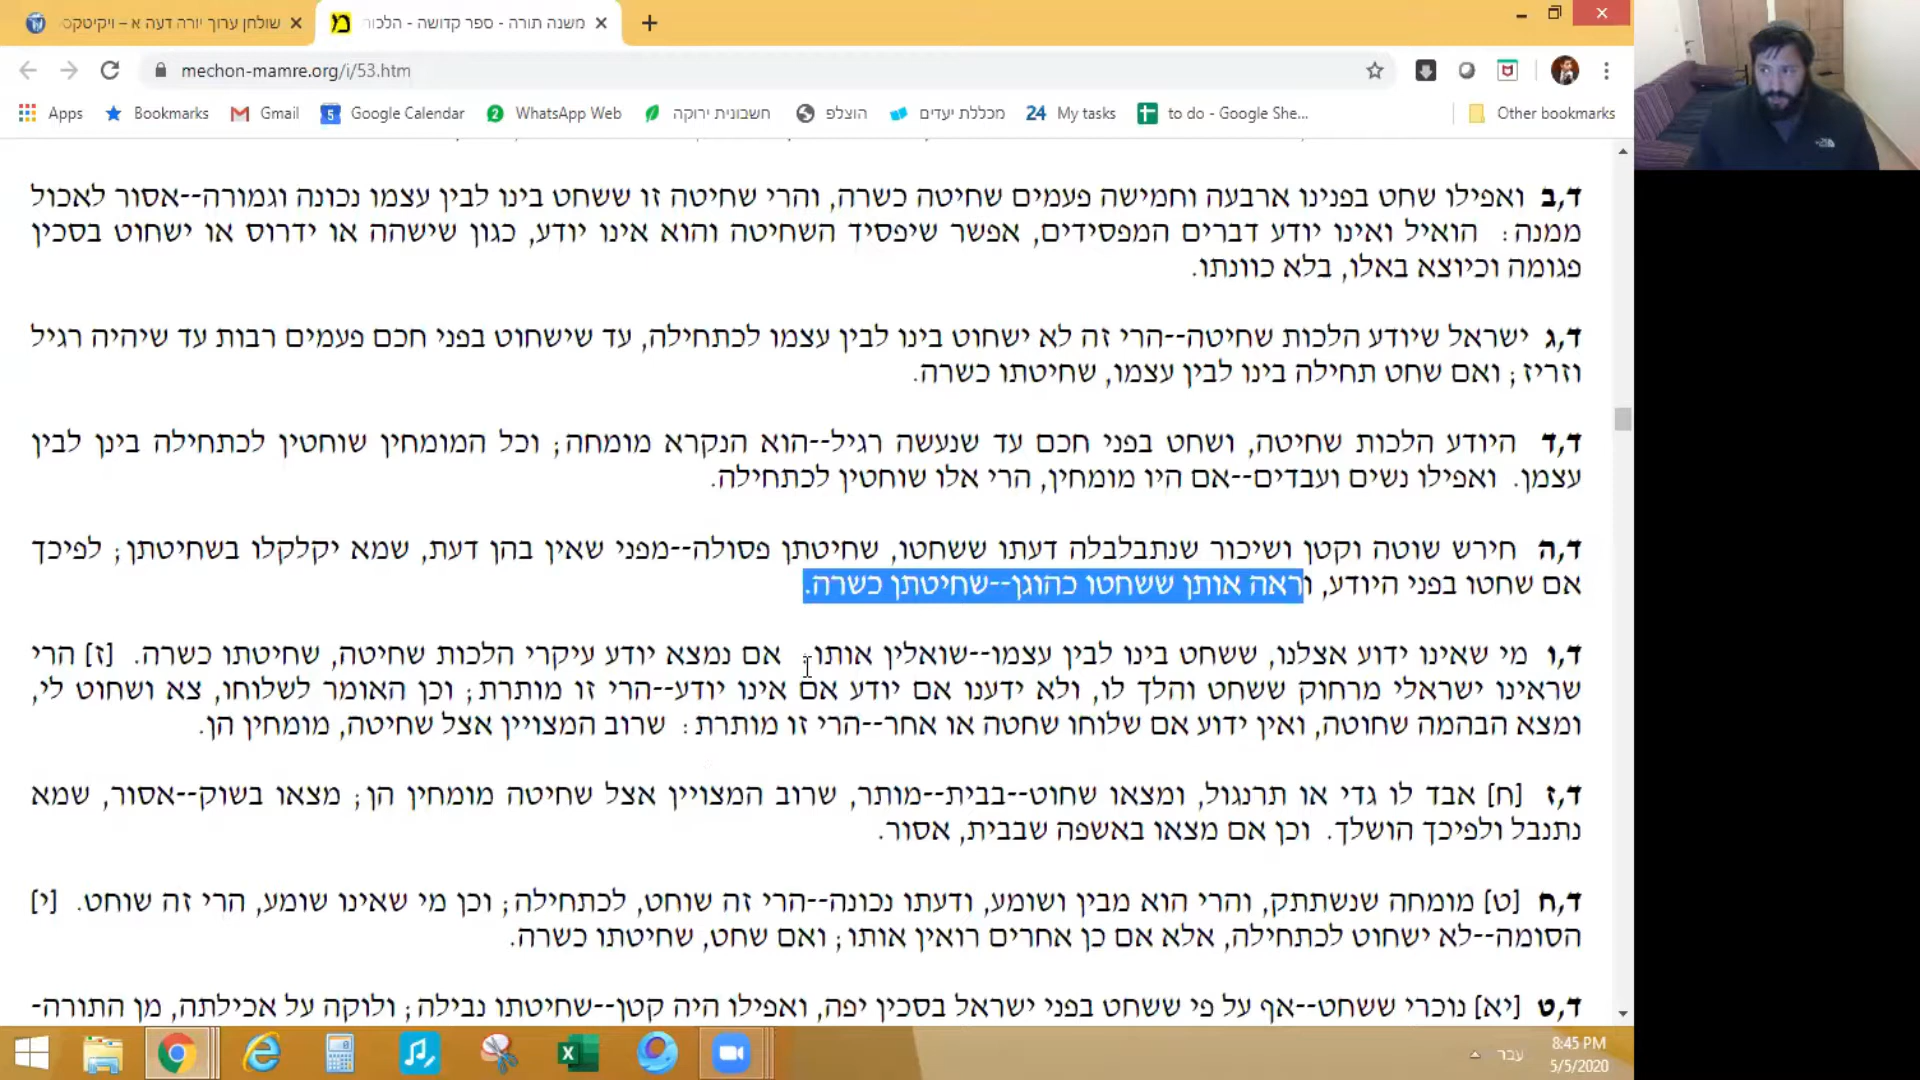 שולחן ערוך יורה דעה א – ויקיטקס
משנה תורה - ספר קדושה - הלכו
mechon-mamre.org/i/53.htm
Apps
Bookmarks
Gmail
Google Calendar
WhatsApp Web
חשבונית ירוקה
הוצלפ
מכללת יעדים
24 My tasks
to do - Google She...
Other bookmarks
ד,ב ואפילו שחט בפנינו ארבעה וחמישה פעמים שחיטה כשרה, והרי שחיטה זו ששחט בינו לבין עצמו נכונה וגמורה--אסור לאכול
ממנה: הואיל ואינו יודע דברים המפסידים, אפשר שיפסיד השחיטה והוא אינו יודע, כגון שישהה או ידרוס או ישחוט בסכין
פגומה וכיוצא באלו, בלא כוונתו.
ד,ג ישראל שיודע הלכות שחיטה--הרי זה לא ישחוט בינו לבין עצמו לכתחילה, עד שישחוט בפני חכם פעמים רבות עד שיהיה רגיל
וזריז; ואם שחט תחילה בינו לבין עצמו, שחיטתו כשרה.
ד,ד היודע הלכות שחיטה, ושחט בפני חכם עד שנעשה רגיל--הוא הנקרא מומחה; וכל המומחין שוחטין לכתחילה בינן לבין
עצמן. ואפילו נשים ועבדים--אם היו מומחין, הרי אלו שוחטין לכתחילה.
ד,ה חירש שוטה וקטן ושיכור שנתבלבלה דעתו ששחטו, שחיטתן פסולה--מפני שאין בהן דעת, שמא יקלקלו בשחיטתן; לפיכך
אם שחטו בפני היודע, וראה אותן ששחטו כהוגן--שחיטתן כשרה.
ד,ו מי שאינו ידוע אצלנו, ששחט בינו לבין עצמו--שואלין אותו: אם נמצא יודע עיקרי הלכות שחיטה, שחיטתו כשרה. [ז] הרי
שראינו ישראלי מרחוק ששחט והלך לו, ולא ידענו אם יודע אם אינו יודע--הרי זו מותרת; וכן האומר לשלוחו, צא ושחוט לי,
ומצא הבהמה שחוטה, ואין ידוע אם שלוחו שחטה או אחר--הרי זו מותרת: שרוב המצויין אצל שחיטה, מומחין הן.
ד,ז [ח] אבד לו גדי או תרנגול, ומצאו שחוט--בבית--מותר, שרוב המצויין אצל שחיטה מומחין הן; מצאו בשוק--אסור, שמא
נתנבל ולפיכך הושלך. וכן אם מצאו באשפה שבבית, אסור.
ד,ח [ט] מומחה שנשתתק, והרי הוא מבין ושומע, ודעתו נכונה--הרי זה שוחט, לכתחילה; וכן מי שאינו שומע, הרי זה שוחט. [י]
הסומה--לא ישחוט לכתחילה, אלא אם כן אחרים רואין אותו; ואם שחט, שחיטתו כשרה.
ד,ט [יא] נוכרי ששחט--אף על פי ששחט בפני ישראל בסכין יפה, ואפילו היה קטן--שחיטתו נבילה; ולוקה על אכילתה, מן התורה-
עבר
8:45 PM
5/5/2020